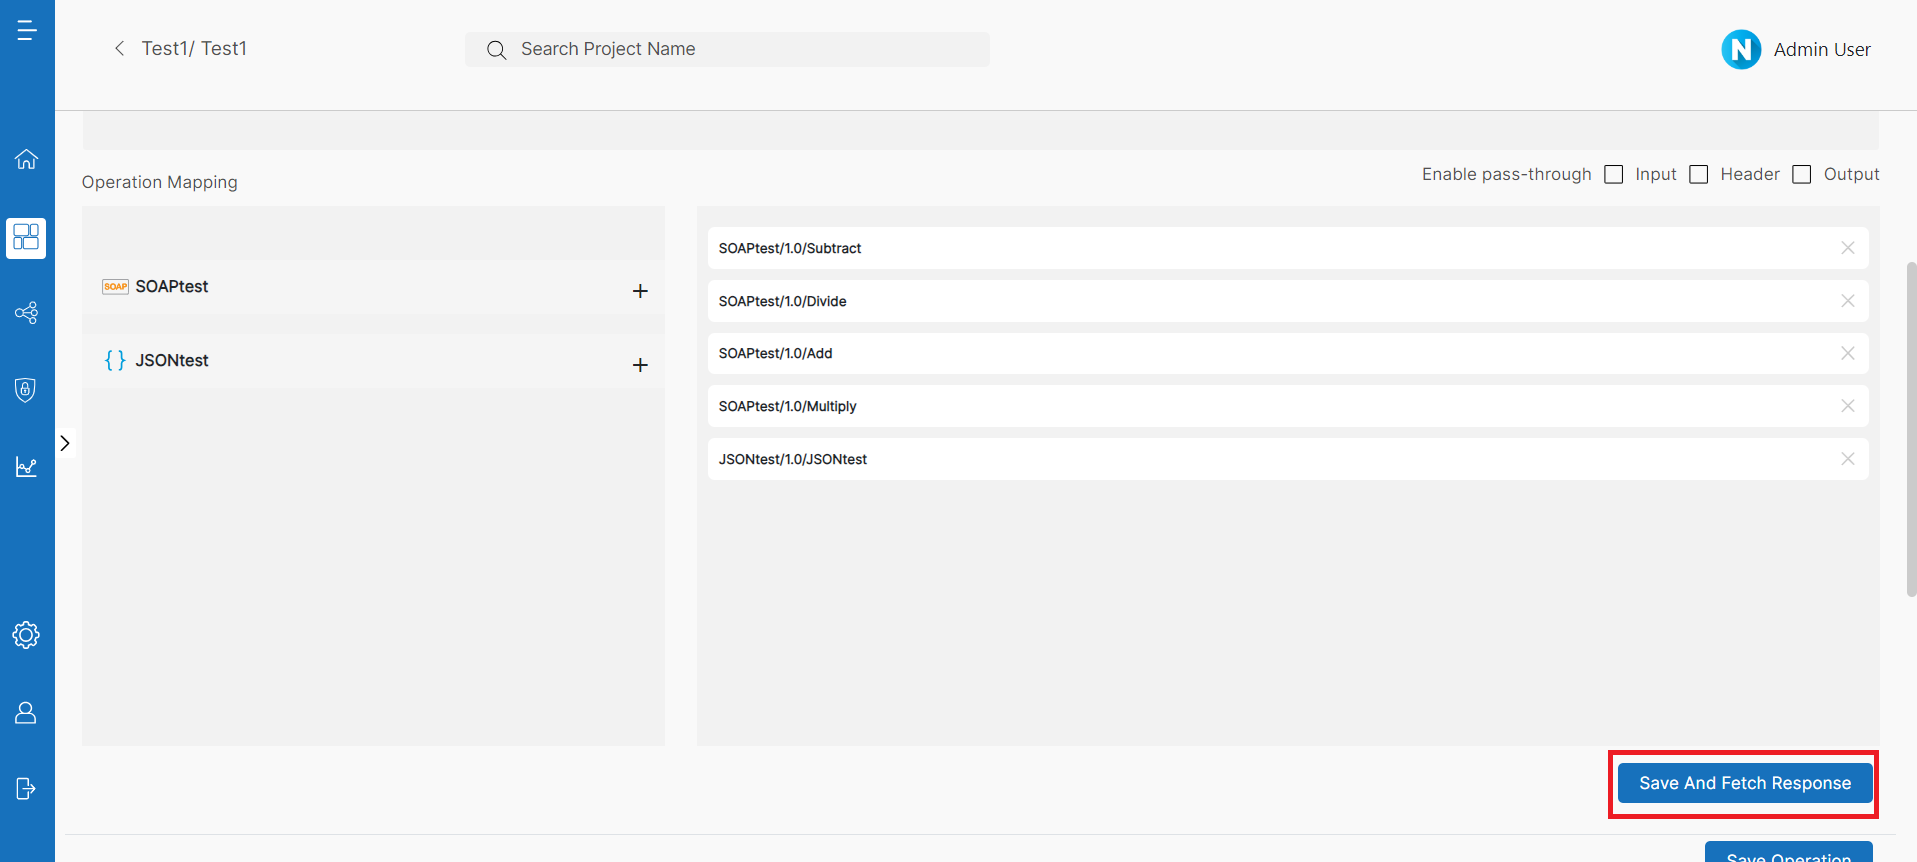 Test1/ Test1
Search Project Name
N
Admin User
Operation Mapping
Enable pass-through Input Header Output
SOAP SOAPtest
{ } JSONtest
SOAPtest/1.0/Subtract
SOAPtest/1.0/Divide
SOAPtest/1.0/Add
SOAPtest/1.0/Multiply
JSONtest/1.0/JSONtest
Save And Fetch Response
Save Operation